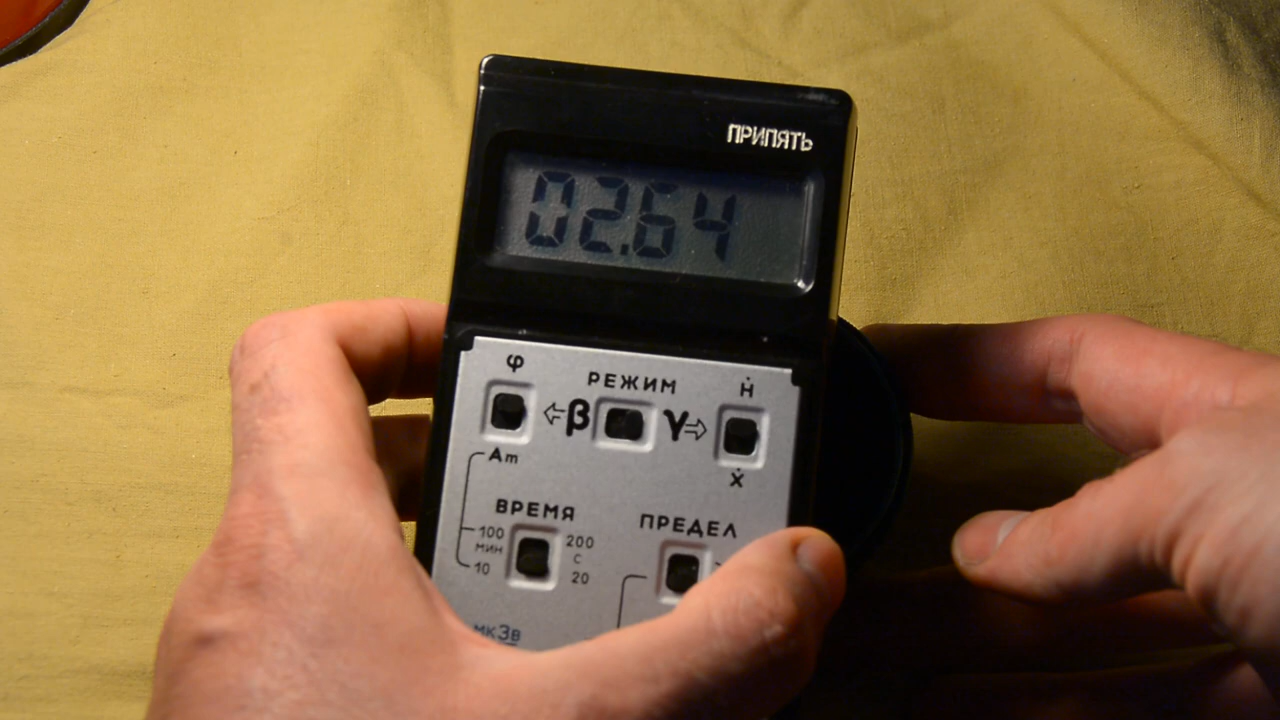 ПРИПЯТЬ
02.64
φ
РЕЖИМ
Ḣ
⇦β
γ⇨
Am
Ẋ
ВРЕМЯ
ПРЕДЕЛ
100
200
МИН
С
10
20
мкЗв